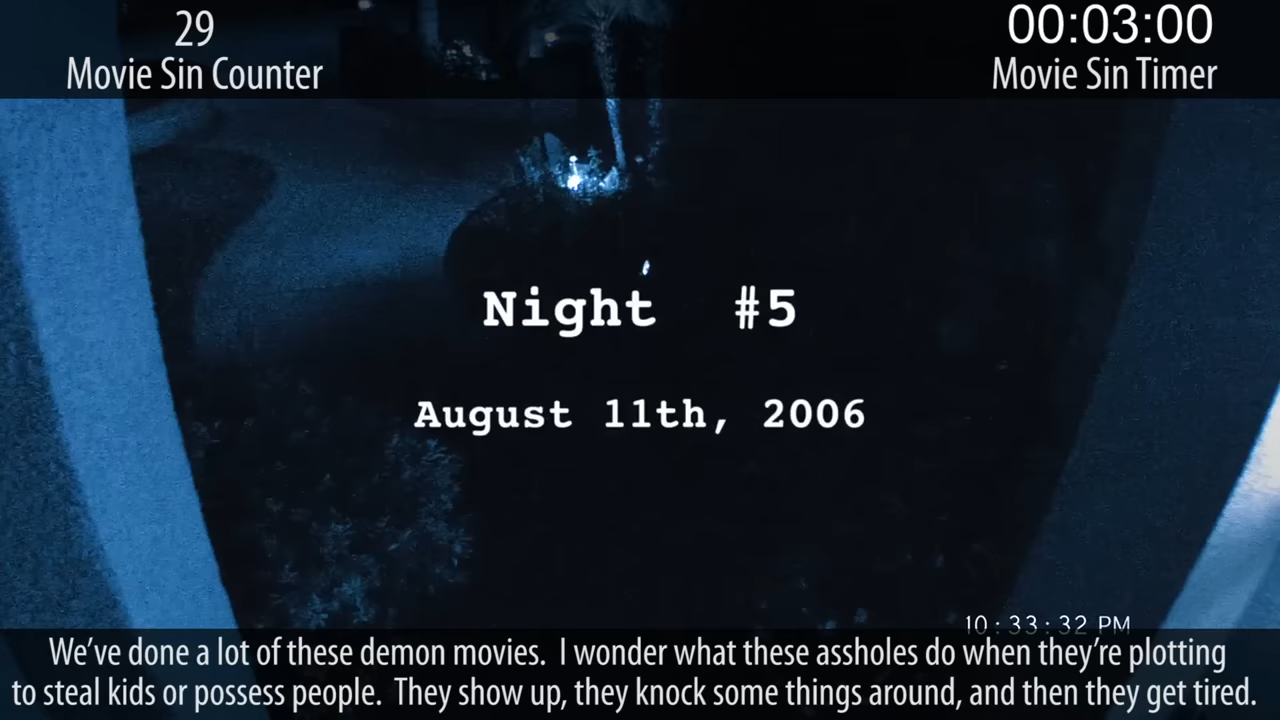 29
Movie Sin Counter
00:03:00
Movie Sin Timer
Night #5
August 11th, 2006
10:33:32 PM
We've done a lot of these demon movies. I wonder what these assholes do when they're plotting
to steal kids or possess people. They show up, they knock some things around, and then they get tired.